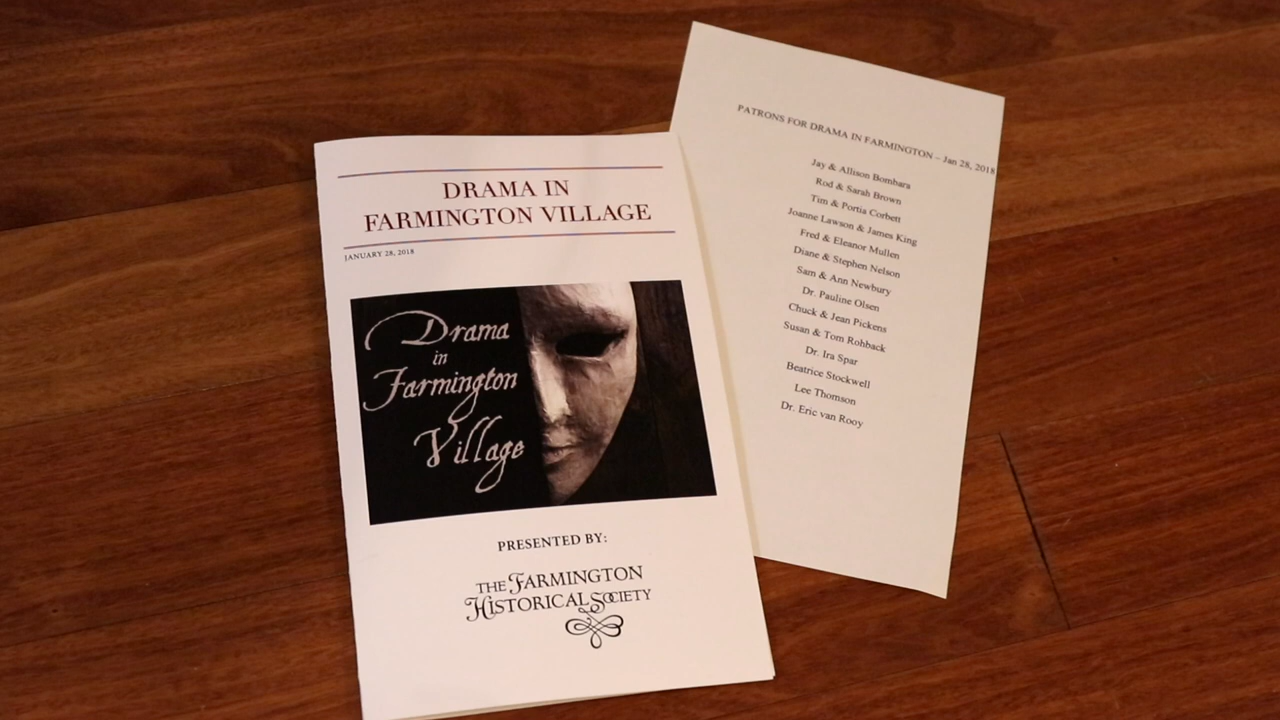 DRAMA IN
FARMINGTON VILLAGE
JANUARY 28, 2018
Drama
in
Farmington
Village
PRESENTED BY:
THE FARMINGTON
HISTORICAL SOCIETY
PATRONS FOR DRAMA IN FARMINGTON – Jan 28, 2018
Jay & Allison Bombara
Rod & Sarah Brown
Tim & Portia Corbett
Joanne Lawson & James King
Fred & Eleanor Mullen
Diane & Stephen Nelson
Sam & Ann Newbury
Dr. Pauline Olsen
Chuck & Jean Pickens
Susan & Tom Rohback
Dr. Ira Spar
Beatrice Stockwell
Lee Thomson
Dr. Eric van Rooy